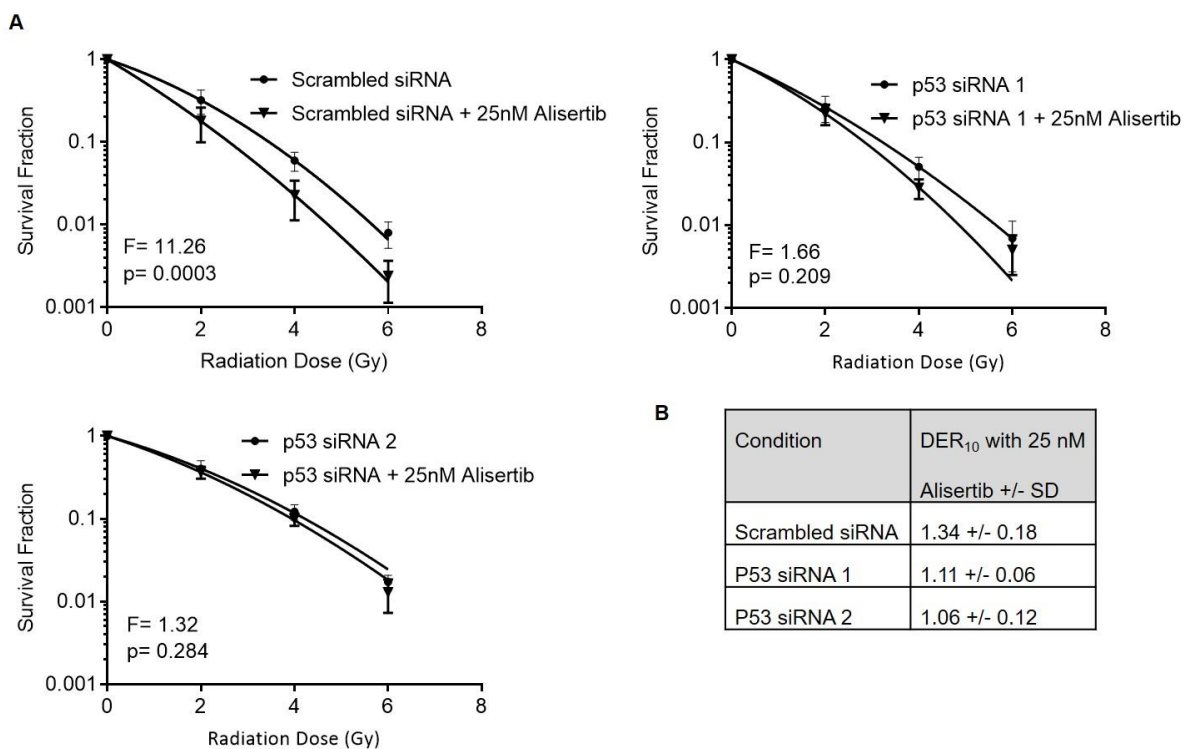 A
Survival Fraction
1
0.1
0.01
0.001
Scrambled siRNA
Scrambled siRNA + 25nM Alisertib
F= 11.26
p= 0.0003
0 2 4 6 8
Radiation Dose (Gy)
Survival Fraction
1
0.1
0.01
0.001
p53 siRNA 1
p53 siRNA 1 + 25nM Alisertib
F= 1.66
p= 0.209
0 2 4 6 8
Radiation Dose (Gy)
Survival Fraction
1
0.1
0.01
0.001
p53 siRNA 2
p53 siRNA + 25nM Alisertib
F= 1.32
p= 0.284
0 2 4 6 8
Radiation Dose (Gy)
B
Condition DER10 with 25 nM
Alisertib +/- SD
Scrambled siRNA 1.34 +/- 0.18
P53 siRNA 1 1.11 +/- 0.06
P53 siRNA 2 1.06 +/- 0.12